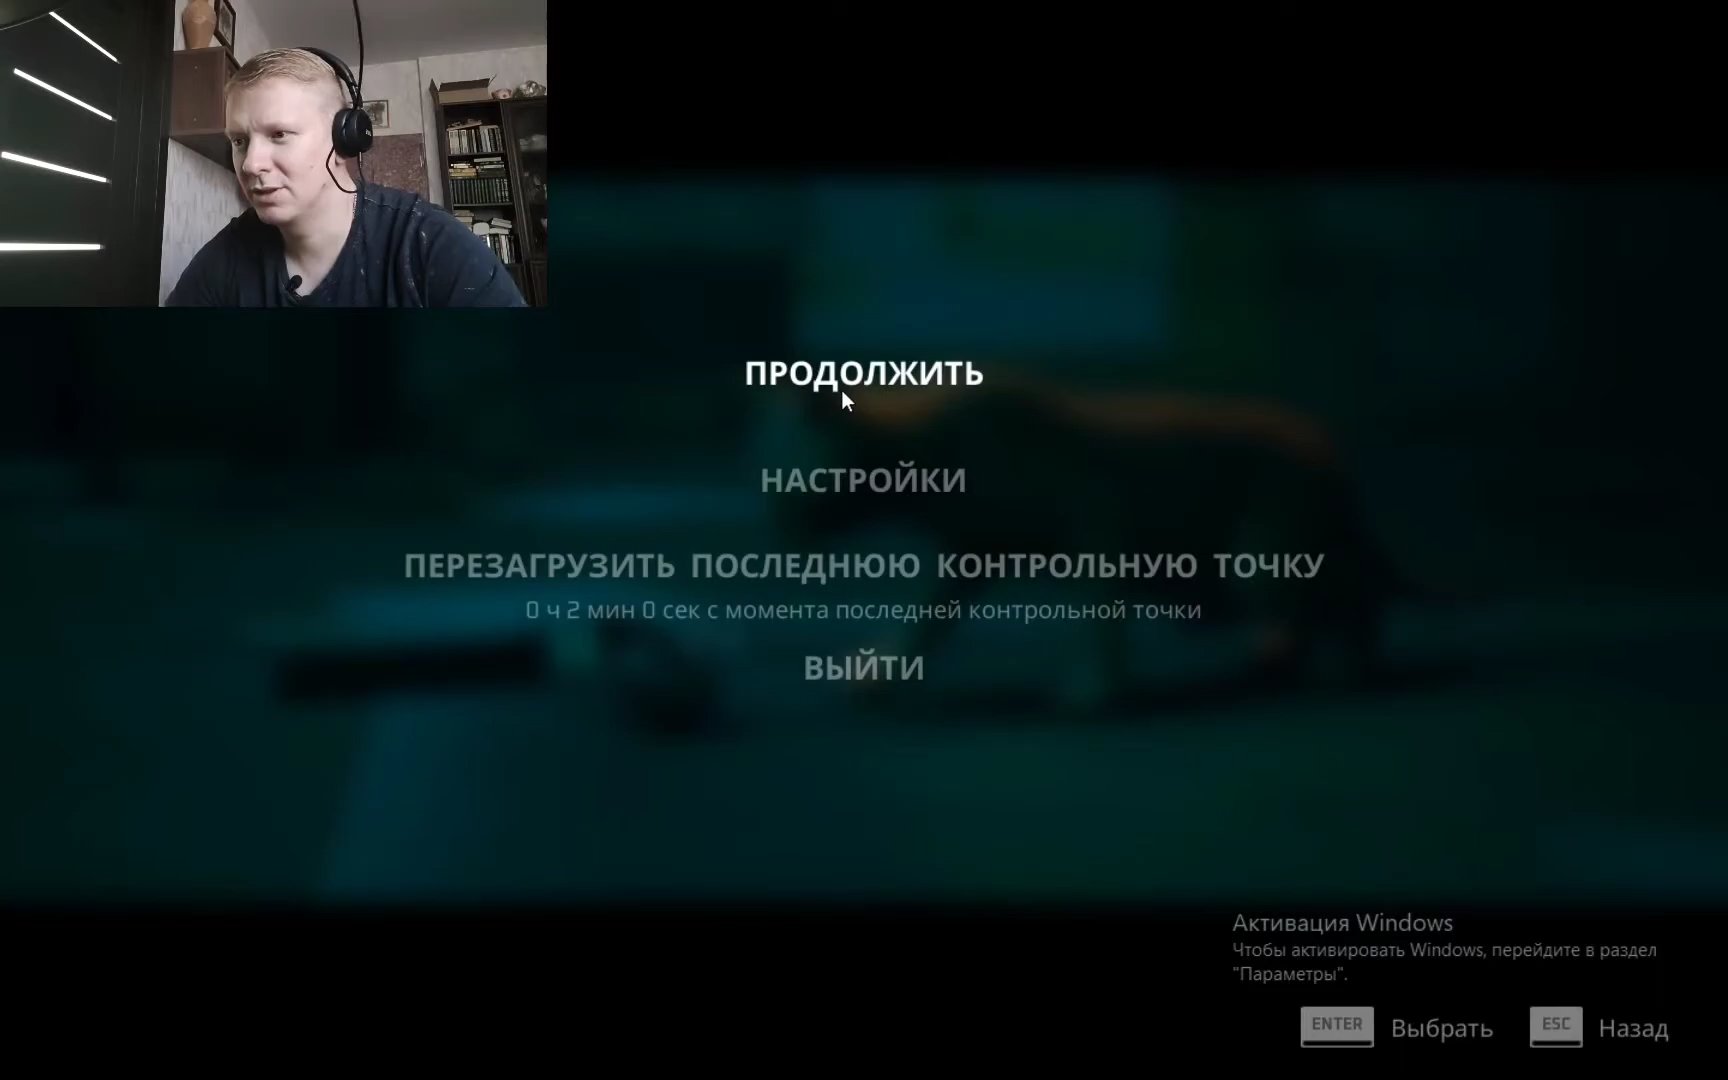 ПРОДОЛЖИТЬ
НАСТРОЙКИ
ПЕРЕЗАГРУЗИТЬ ПОСЛЕДНЮЮ КОНТРОЛЬНУЮ ТОЧКУ
0 ч 2 мин 0 сек с момента последней контрольной точки
ВЫЙТИ
Активация Windows
Чтобы активировать Windows, перейдите в раздел
"Параметры".
ENTER Выбрать ESC Назад